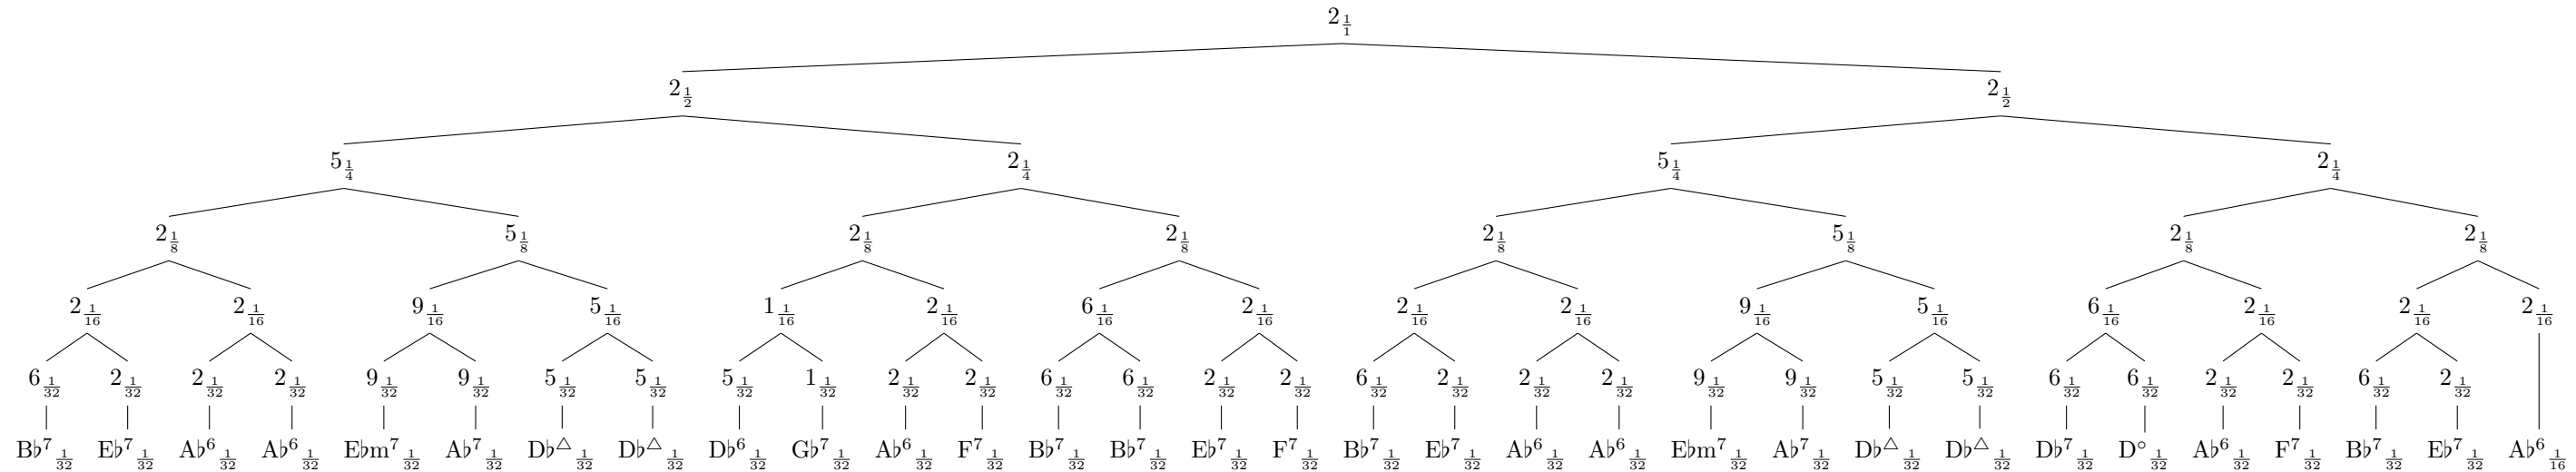 2 1/1
2 1/2 2 1/2
5 1/4 2 1/4 5 1/4 2 1/4
2 1/8 5 1/8 2 1/8 2 1/8 2 1/8 5 1/8 2 1/8 2 1/8
2 1/16 2 1/16 9 1/16 5 1/16 1 1/16 2 1/16 6 1/16 2 1/16 2 1/16 2 1/16 9 1/16 5 1/16 6 1/16 2 1/16 2 1/16 2 1/16
6 1/32 2 1/32 2 1/32 2 1/32 9 1/32 9 1/32 5 1/32 5 1/32 5 1/32 1 1/32 2 1/32 2 1/32 6 1/32 6 1/32 2 1/32 2 1/32 6 1/32 2 1/32 2 1/32 2 1/32 9 1/32 9 1/32 5 1/32 5 1/32 6 1/32 6 1/32 2 1/32 2 1/32 6 1/32 2 1/32
B♭⁷ 1/32 E♭⁷ 1/32 A♭⁶ 1/32 A♭⁶ 1/32 E♭m⁷ 1/32 A♭⁷ 1/32 D♭△ 1/32 D♭△ 1/32 D♭⁶ 1/32 G♭⁷ 1/32 A♭⁶ 1/32 F⁷ 1/32 B♭⁷ 1/32 B♭⁷ 1/32 E♭⁷ 1/32 F⁷ 1/32 B♭⁷ 1/32 E♭⁷ 1/32 A♭⁶ 1/32 A♭⁶ 1/32 E♭m⁷ 1/32 A♭⁷ 1/32 D♭△ 1/32 D♭△ 1/32 D♭⁷ 1/32 D° 1/32 A♭⁶ 1/32 F⁷ 1/32 B♭⁷ 1/32 E♭⁷ 1/32 A♭⁶ 1/16